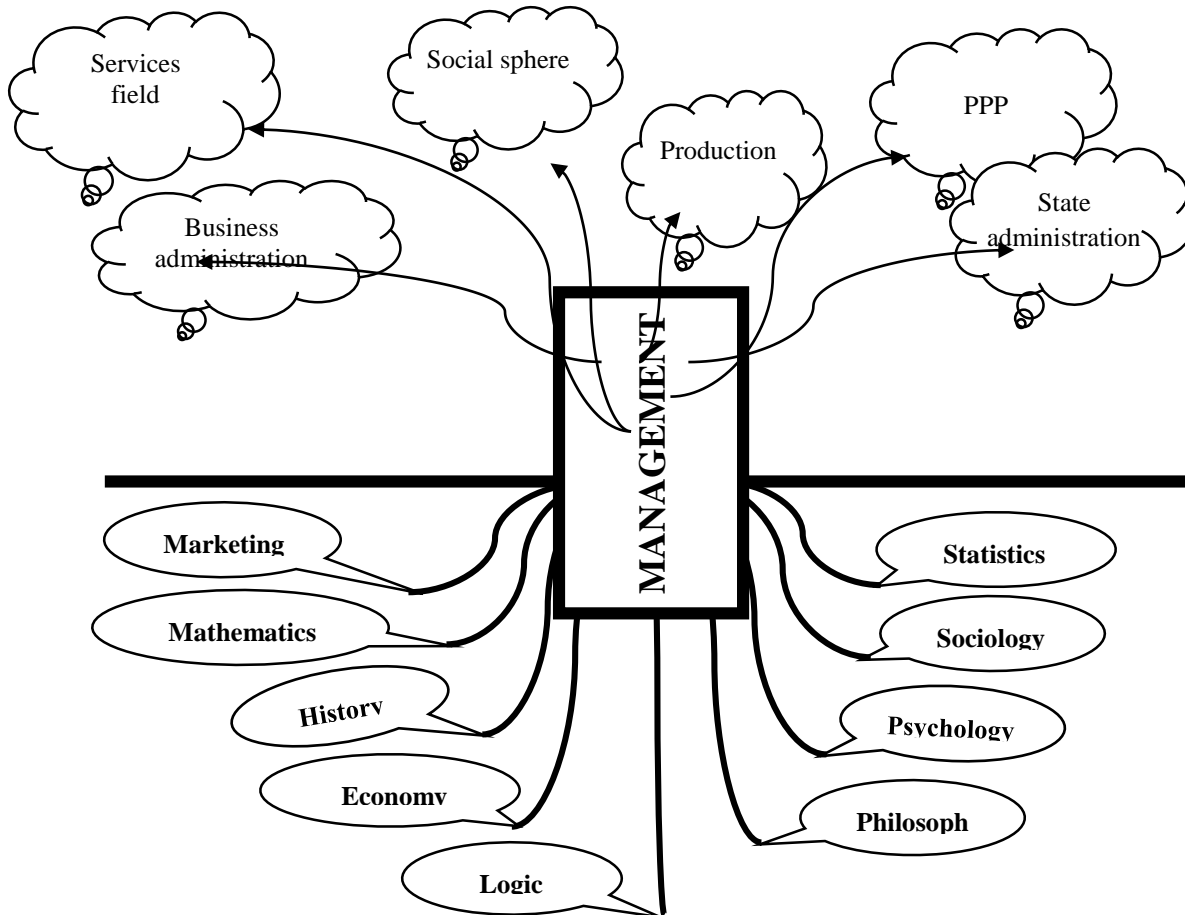 Services
field
Social sphere
Production
PPP
State
administration
Business
administration
MANAGEMENT
Marketing
Statistics
Mathematics
Sociology
History
Psychology
Economy
Philosoph
Logic